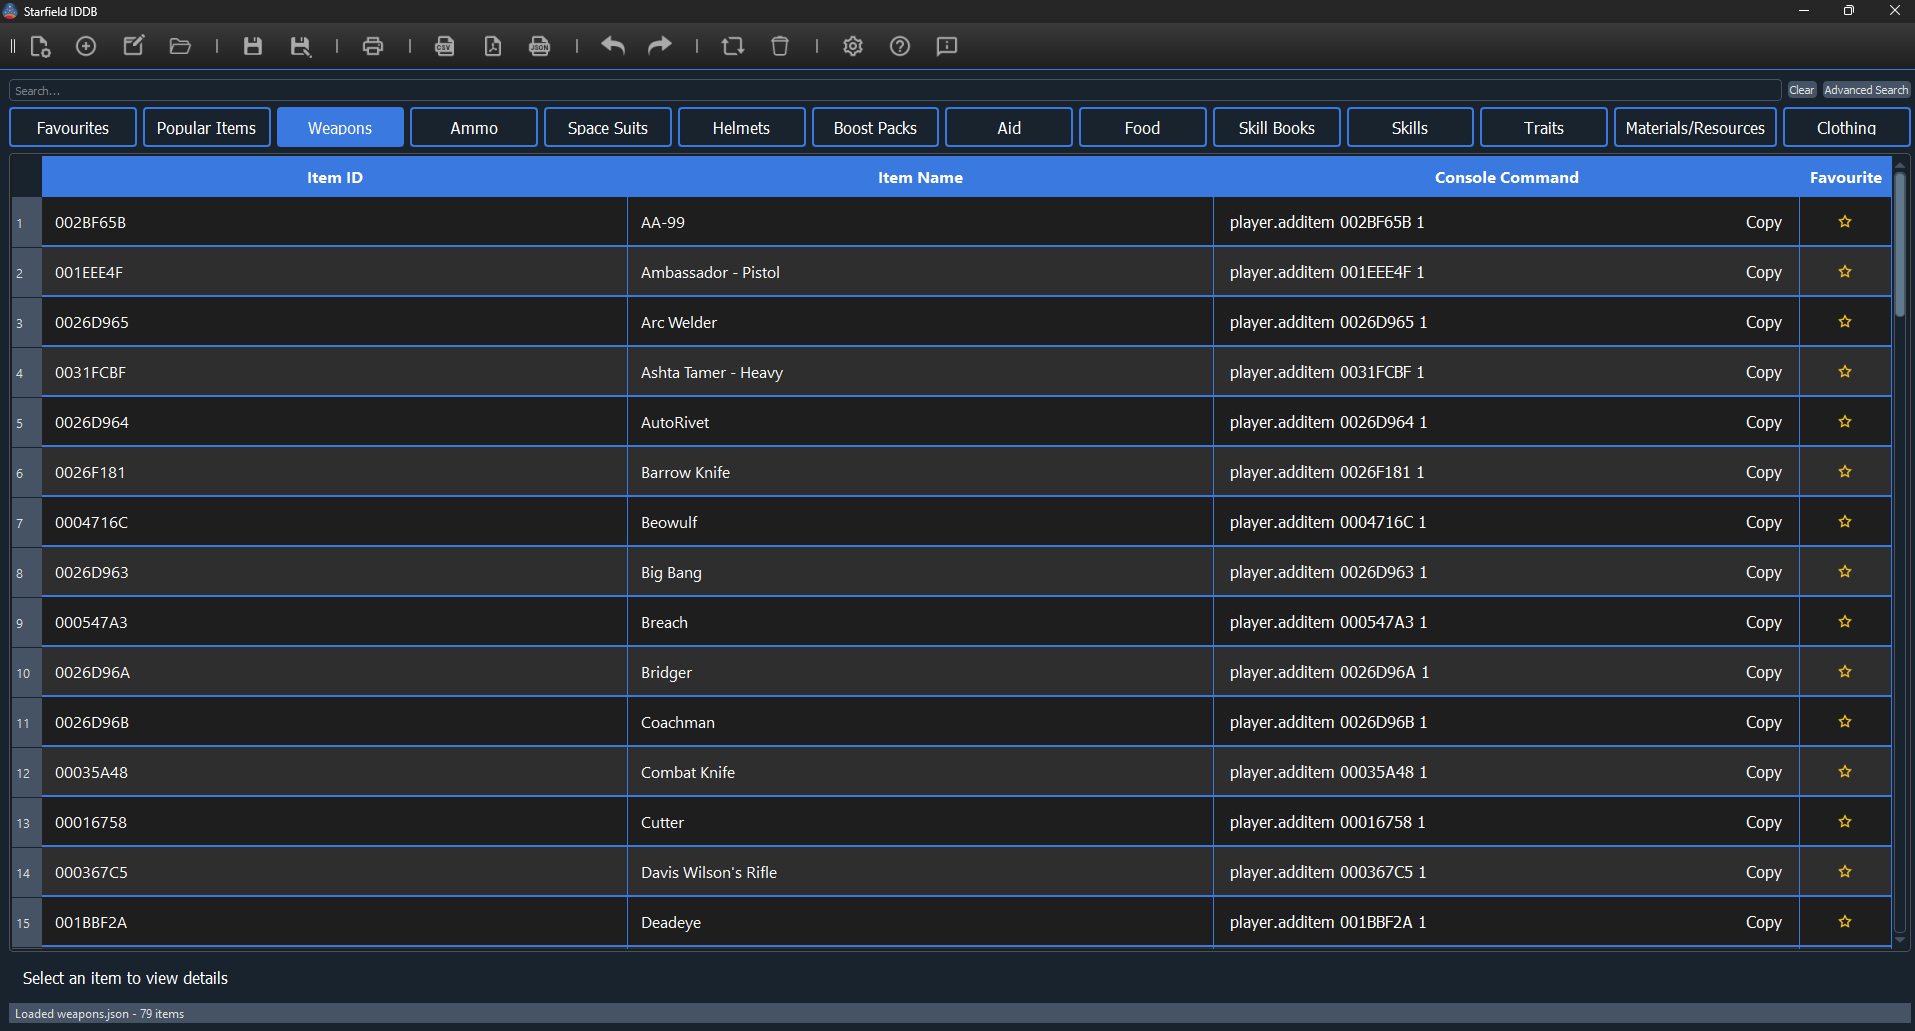 Starfield IDDB
CSV JSON
Search... Clear Advanced Search
Favourites Popular Items Weapons Ammo Space Suits Helmets Boost Packs Aid Food Skill Books Skills Traits Materials/Resources Clothing
Item ID Item Name Console Command Favourite
1 002BF65B AA-99 player.additem 002BF65B 1 Copy
2 001EEE4F Ambassador - Pistol player.additem 001EEE4F 1 Copy
3 0026D965 Arc Welder player.additem 0026D965 1 Copy
4 0031FCBF Ashta Tamer - Heavy player.additem 0031FCBF 1 Copy
5 0026D964 AutoRivet player.additem 0026D964 1 Copy
6 0026F181 Barrow Knife player.additem 0026F181 1 Copy
7 0004716C Beowulf player.additem 0004716C 1 Copy
8 0026D963 Big Bang player.additem 0026D963 1 Copy
9 000547A3 Breach player.additem 000547A3 1 Copy
10 0026D96A Bridger player.additem 0026D96A 1 Copy
11 0026D96B Coachman player.additem 0026D96B 1 Copy
12 00035A48 Combat Knife player.additem 00035A48 1 Copy
13 00016758 Cutter player.additem 00016758 1 Copy
14 000367C5 Davis Wilson's Rifle player.additem 000367C5 1 Copy
15 001BBF2A Deadeye player.additem 001BBF2A 1 Copy
Select an item to view details
Loaded weapons.json - 79 items